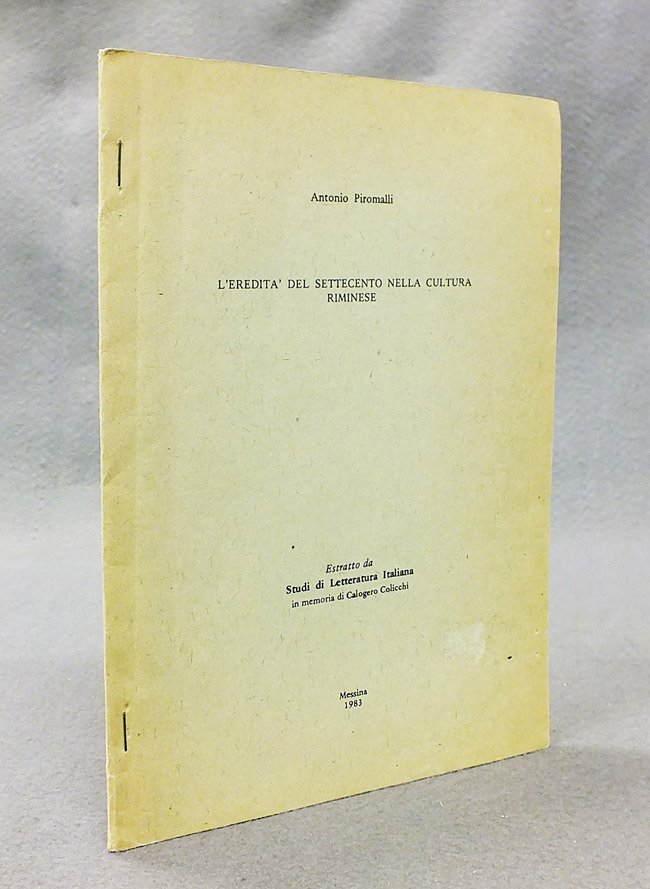 Antonio Piromalli
L'EREDITA' DEL SETTECENTO NELLA CULTURA
RIMINESE
Estratto da
Studi di Letteratura Italiana
in memoria di Calogero Colicchi
Messina
1983